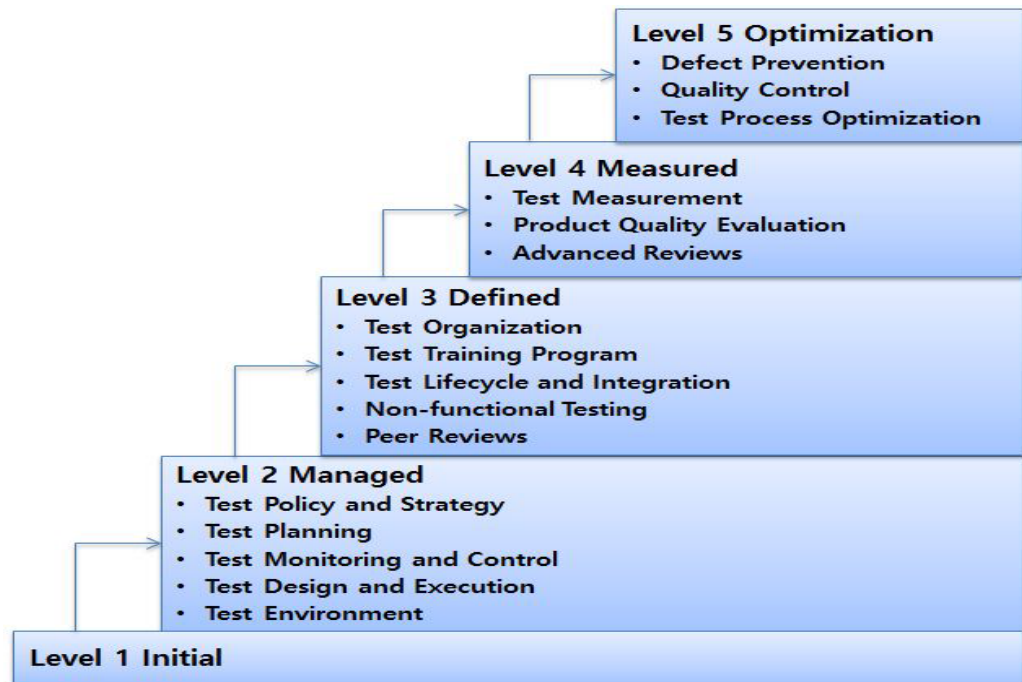 Level 5 Optimization
• Defect Prevention
• Quality Control
• Test Process Optimization
Level 4 Measured
• Test Measurement
• Product Quality Evaluation
• Advanced Reviews
Level 3 Defined
• Test Organization
• Test Training Program
• Test Lifecycle and Integration
• Non-functional Testing
• Peer Reviews
Level 2 Managed
• Test Policy and Strategy
• Test Planning
• Test Monitoring and Control
• Test Design and Execution
• Test Environment
Level 1 Initial